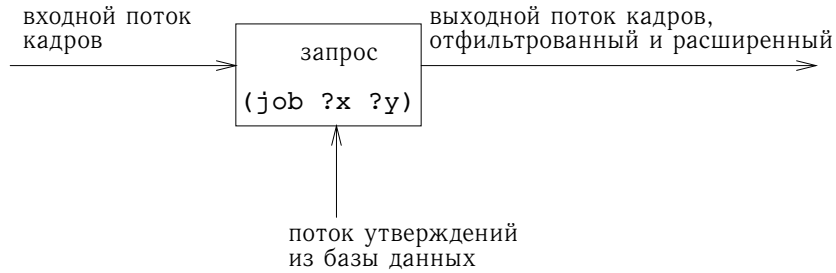 входной поток
кадров
выходной поток кадров,
отфильтрованный и расширенный
запрос
(job ?x ?y)
поток утверждений
из базы данных